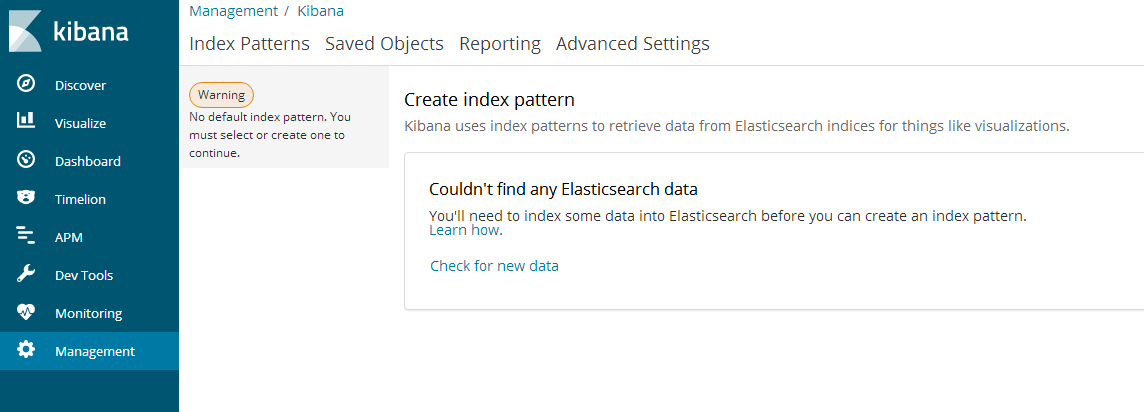 kibana
Discover
Visualize
Dashboard
Timelion
APM
Dev Tools
Monitoring
Management
Management / Kibana
Index Patterns Saved Objects Reporting Advanced Settings
Warning
No default index pattern. You
must select or create one to
continue.
Create index pattern
Kibana uses index patterns to retrieve data from Elasticsearch indices for things like visualizations.
Couldn't find any Elasticsearch data
You'll need to index some data into Elasticsearch before you can create an index pattern.
Learn how.
Check for new data